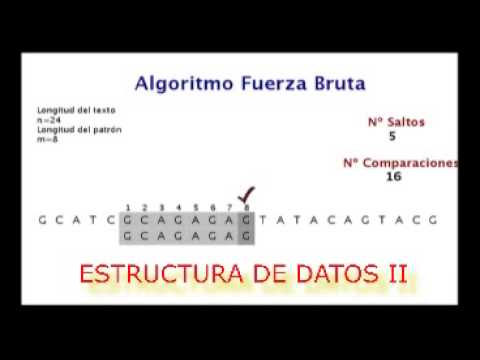 Algoritmo Fuerza Bruta
Longitud del texto
n=24
Longitud del patrón
m=8
Nº Saltos
5
Nº Comparaciones
16
1 2 3 4 5 6 7 8
G C A T C G C A G A G A G T A T A C A G T A C G
G C A G A G A G
ESTRUCTURA DE DATOS II